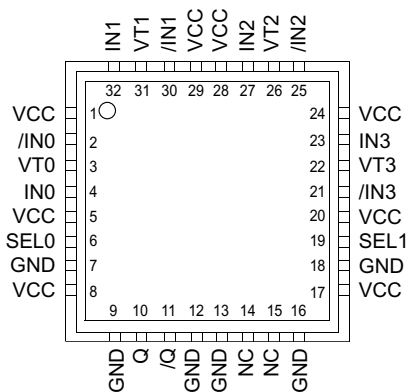 IN1 VT1 /IN1 VCC VCC IN2 VT2 /IN2
32 31 30 29 28 27 26 25
VCC 1 24 VCC
/IN0 2 23 IN3
VT0 3 22 VT3
IN0 4 21 /IN3
VCC 5 20 VCC
SEL0 6 19 SEL1
GND 7 18 GND
VCC 8 17 VCC
9 10 11 12 13 14 15 16
GND Q /Q GND GND NC NC GND